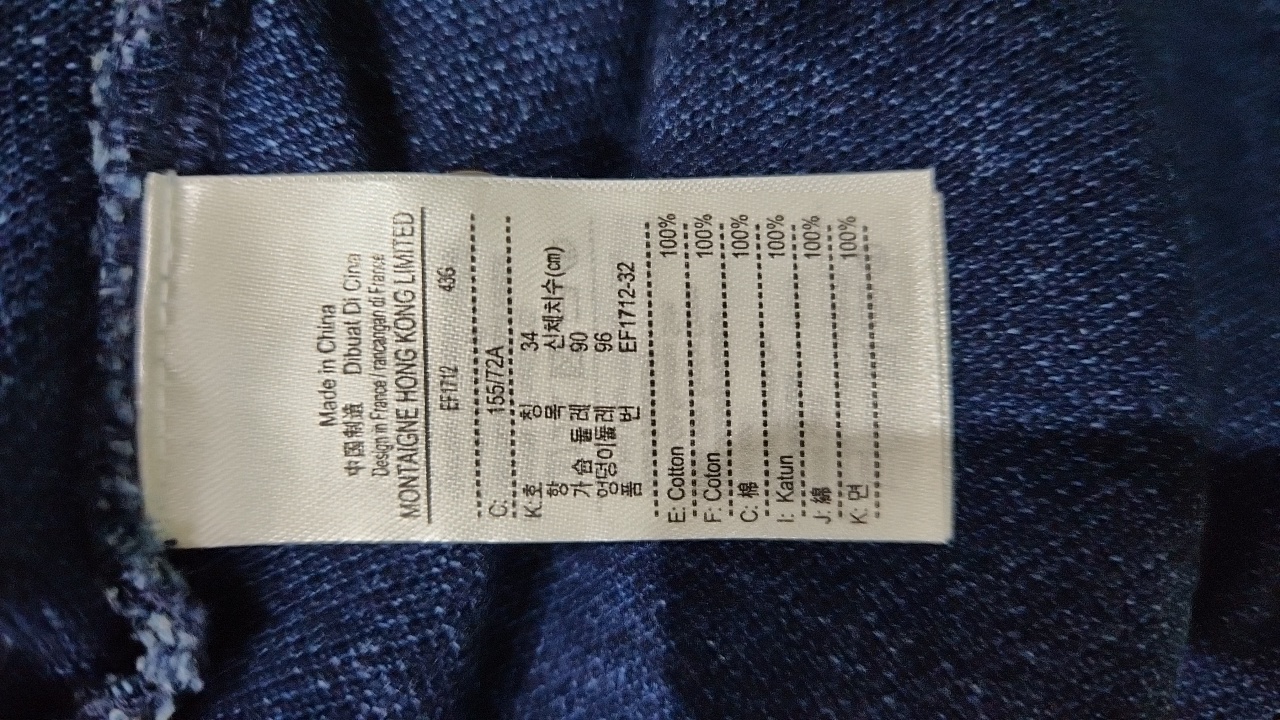 Made in China
中国制造 Dibuat Di Cina
Design in France/ rancangan di France
MONTAIGNE HONG KONG LIMITED
EF1712 43G
C: 155/72A
K:호 칭 34
항 목 신체치수(cm)
가 슴 둘 레 90
엉덩이둘레 96
품 번 EF1712-32
E: Cotton 100%
F: Coton 100%
C: 棉 100%
I: Katun 100%
J: 綿 100%
K: 면 100%